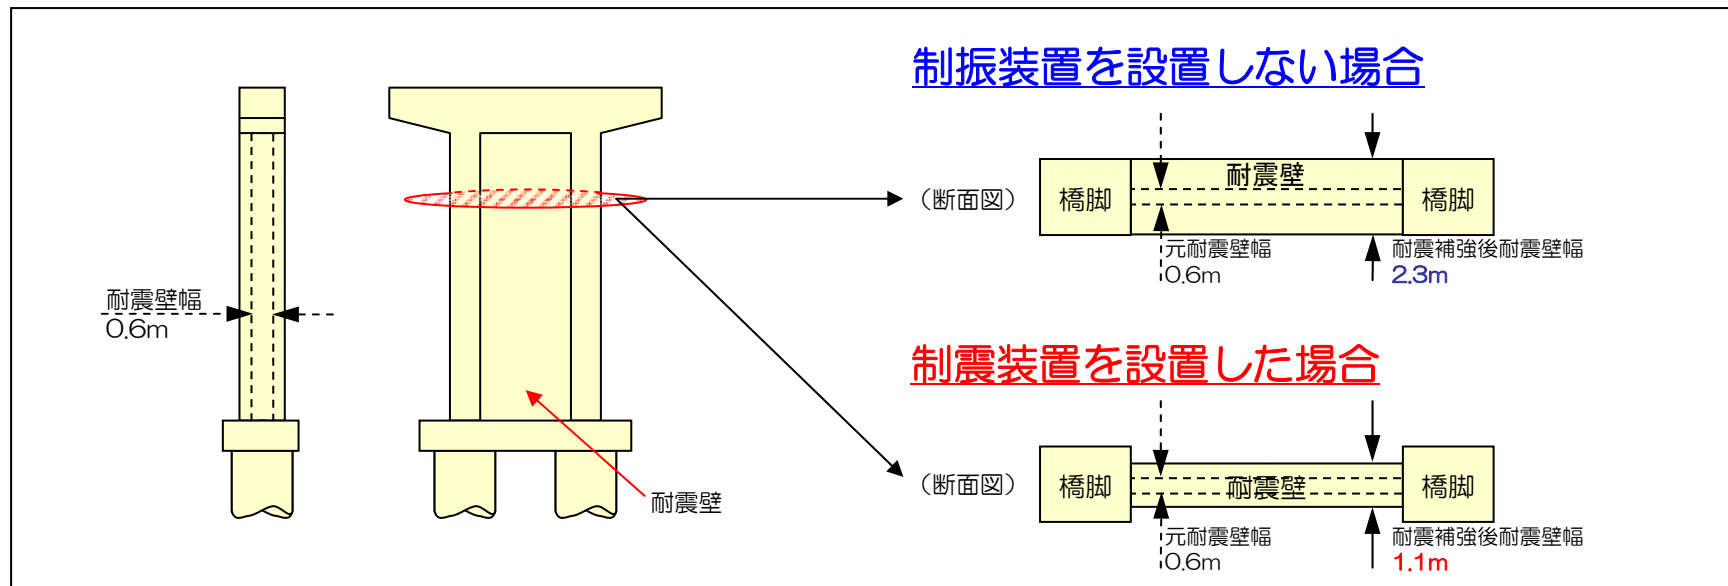 制振装置を設置しない場合
耐震壁
（断面図）
橋脚
橋脚
元耐震壁幅
0.6m
耐震補強後耐震壁幅
2.3m
耐震壁幅
0.6m
制震装置を設置した場合
（断面図）
橋脚
耐震壁
橋脚
耐震壁
元耐震壁幅
0.6m
耐震補強後耐震壁幅
1.1m